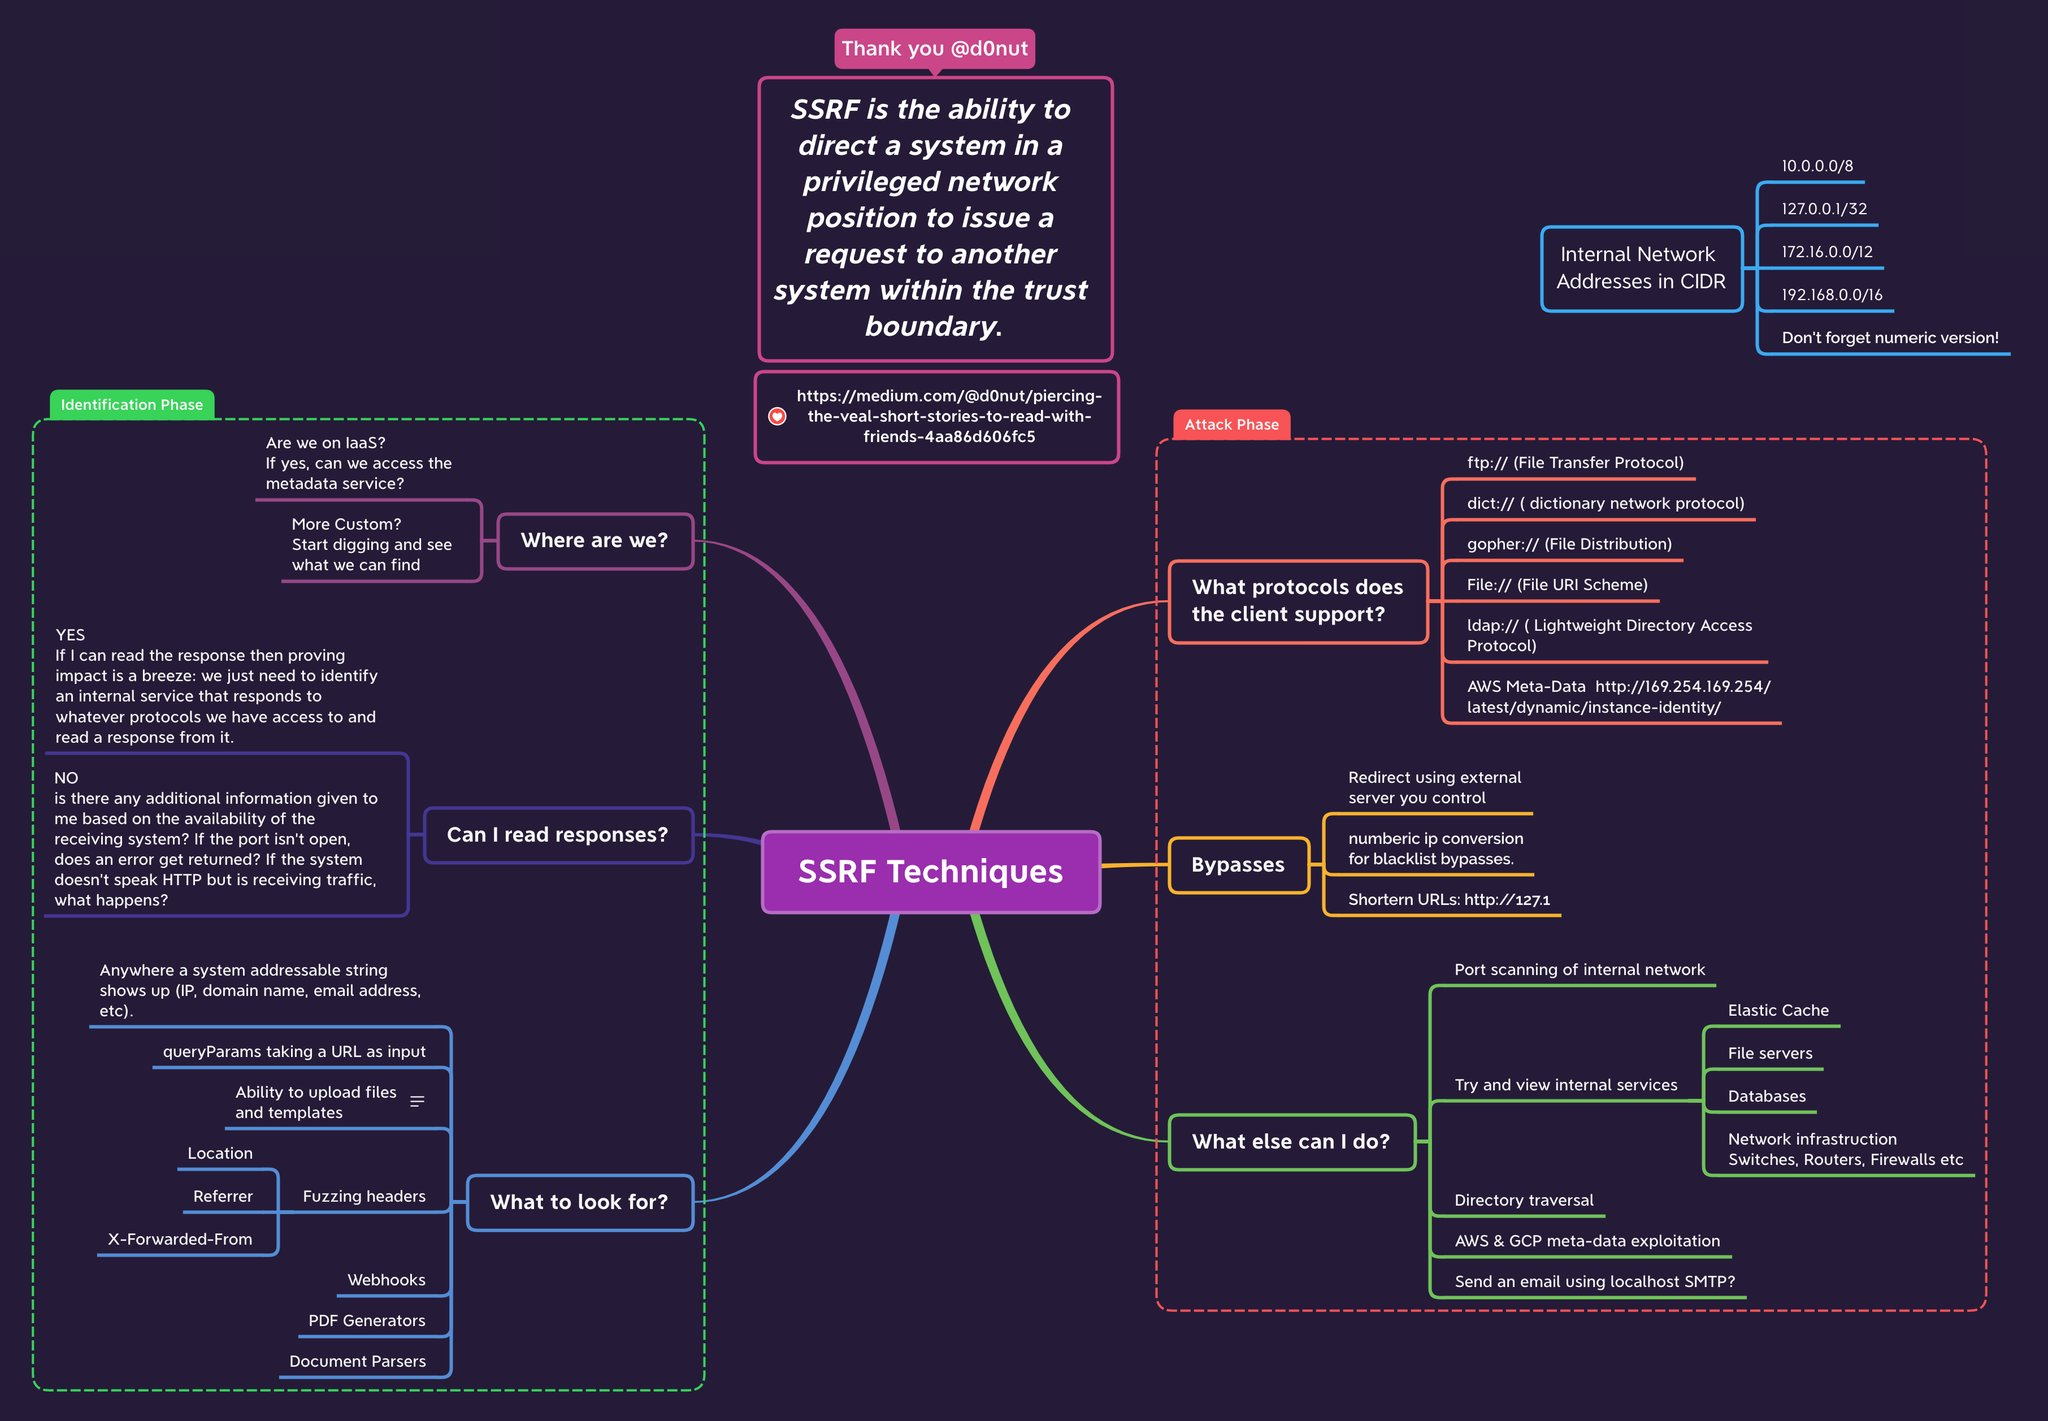 Thank you @d0nut
SSRF is the ability to
direct a system in a
privileged network
position to issue a
request to another
system within the trust
boundary.
https://medium.com/@d0nut/piercing-
the-veal-short-stories-to-read-with-
friends-4aa86d606fc5
Internal Network
Addresses in CIDR
10.0.0.0/8
127.0.0.1/32
172.16.0.0/12
192.168.0.0/16
Don't forget numeric version!
Identification Phase
Are we on IaaS?
If yes, can we access the
metadata service?
More Custom?
Start digging and see
what we can find
Where are we?
YES
If I can read the response then proving
impact is a breeze: we just need to identify
an internal service that responds to
whatever protocols we have access to and
read a response from it.
NO
is there any additional information given to
me based on the availability of the
receiving system? If the port isn't open,
does an error get returned? If the system
doesn't speak HTTP but is receiving traffic,
what happens?
Can I read responses?
Anywhere a system addressable string
shows up (IP, domain name, email address,
etc).
queryParams taking a URL as input
Ability to upload files
and templates
Location
Referrer
X-Forwarded-From
Fuzzing headers
Webhooks
PDF Generators
Document Parsers
What to look for?
SSRF Techniques
Attack Phase
What protocols does
the client support?
ftp:// (File Transfer Protocol)
dict:// ( dictionary network protocol)
gopher:// (File Distribution)
File:// (File URI Scheme)
ldap:// ( Lightweight Directory Access
Protocol)
AWS Meta-Data  http://169.254.169.254/
latest/dynamic/instance-identity/
Bypasses
Redirect using external
server you control
numberic ip conversion
for blacklist bypasses.
Shortern URLs: http://127.1
What else can I do?
Port scanning of internal network
Try and view internal services
Elastic Cache
File servers
Databases
Network infrastruction
Switches, Routers, Firewalls etc
Directory traversal
AWS & GCP meta-data exploitation
Send an email using localhost SMTP?